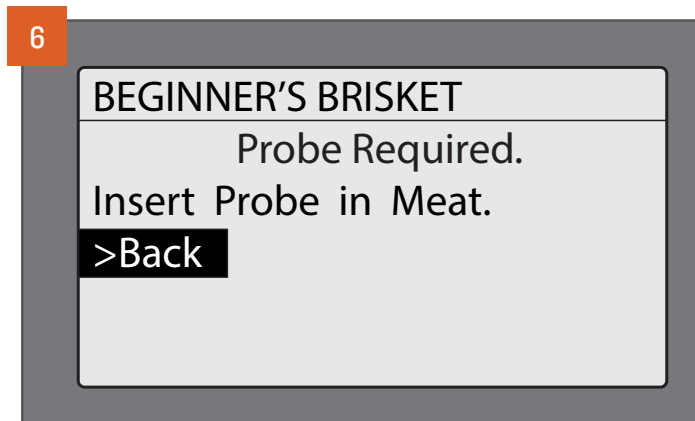 6
BEGINNER'S BRISKET
Probe Required.
Insert Probe in Meat.
>Back